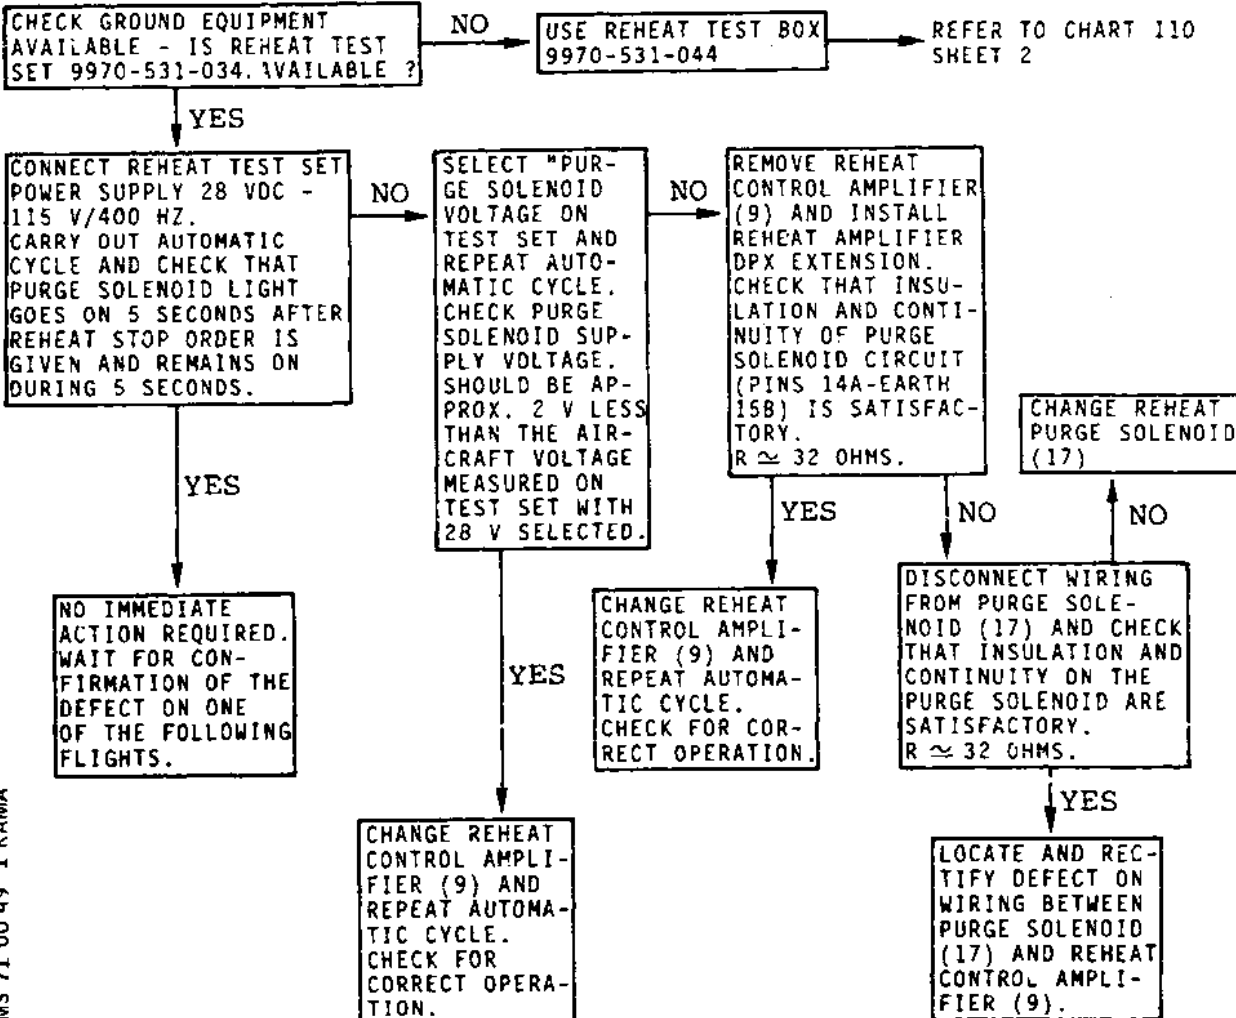 CHECK GROUND EQUIPMENT
AVAILABLE - IS REHEAT TEST
SET 9970-531-034. AVAILABLE ?
NO
USE REHEAT TEST BOX
9970-531-044
REFER TO CHART 110
SHEET 2
YES
CONNECT REHEAT TEST SET
POWER SUPPLY 28 VDC -
115 V/400 HZ.
CARRY OUT AUTOMATIC
CYCLE AND CHECK THAT
PURGE SOLENOID LIGHT
GOES ON 5 SECONDS AFTER
REHEAT STOP ORDER IS
GIVEN AND REMAINS ON
DURING 5 SECONDS.
NO
SELECT "PUR-
GE SOLENOID
VOLTAGE ON
TEST SET AND
REPEAT AUTO-
MATIC CYCLE.
CHECK PURGE
SOLENOID SUP-
PLY VOLTAGE.
SHOULD BE AP-
PROX. 2 V LESS
THAN THE AIR-
CRAFT VOLTAGE
MEASURED ON
TEST SET WITH
28 V SELECTED.
NO
REMOVE REHEAT
CONTROL AMPLIFIER
(9) AND INSTALL
REHEAT AMPLIFIER
DPX EXTENSION.
CHECK THAT INSU-
LATION AND CONTI-
NUITY OF PURGE
SOLENOID CIRCUIT
(PINS 14A-EARTH
15B) IS SATISFAC-
TORY.
R ≃ 32 OHMS.
CHANGE REHEAT
PURGE SOLENOID
(17)
YES
YES
NO
NO
NO IMMEDIATE
ACTION REQUIRED.
WAIT FOR CON-
FIRMATION OF THE
DEFECT ON ONE
OF THE FOLLOWING
FLIGHTS.
YES
CHANGE REHEAT
CONTROL AMPLI-
FIER (9) AND
REPEAT AUTOMA-
TIC CYCLE.
CHECK FOR COR-
RECT OPERATION.
DISCONNECT WIRING
FROM PURGE SOLE-
NOID (17) AND CHECK
THAT INSULATION AND
CONTINUITY ON THE
PURGE SOLENOID ARE
SATISFACTORY.
R ≃ 32 OHMS.
YES
CHANGE REHEAT
CONTROL AMPLI-
FIER (9) AND
REPEAT AUTOMA-
TIC CYCLE.
CHECK FOR
CORRECT OPERA-
TION.
LOCATE AND REC-
TIFY DEFECT ON
WIRING BETWEEN
PURGE SOLENOID
(17) AND REHEAT
CONTROL AMPLI-
FIER (9).